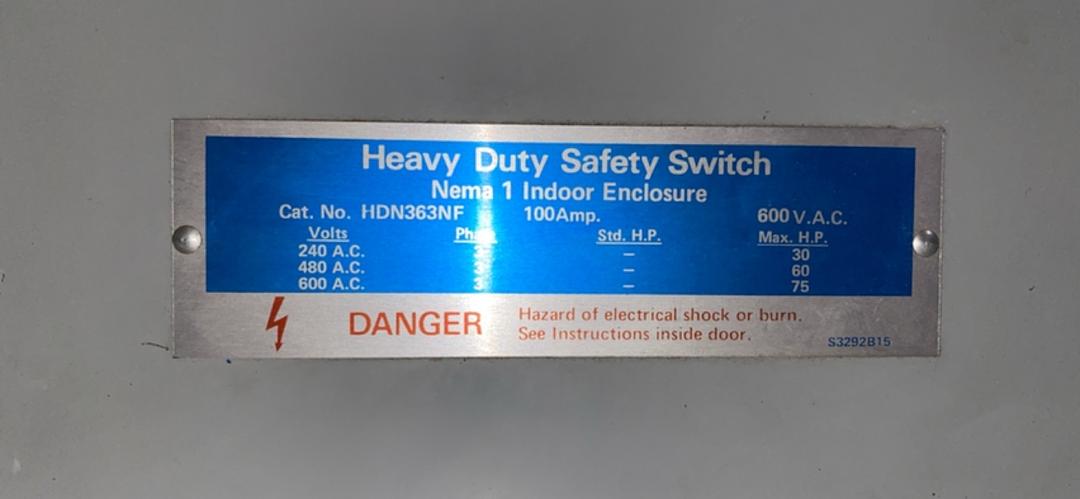 Heavy Duty Safety Switch
Nema 1 Indoor Enclosure
Cat. No. HDN363NF 100Amp. 600 V.A.C.
Volts Std. H.P. Max. H.P.
240 A.C. – 30
480 A.C. – 60
600 A.C. 3 – 75
DANGER
Hazard of electrical shock or burn.
See Instructions inside door.
S3292B15